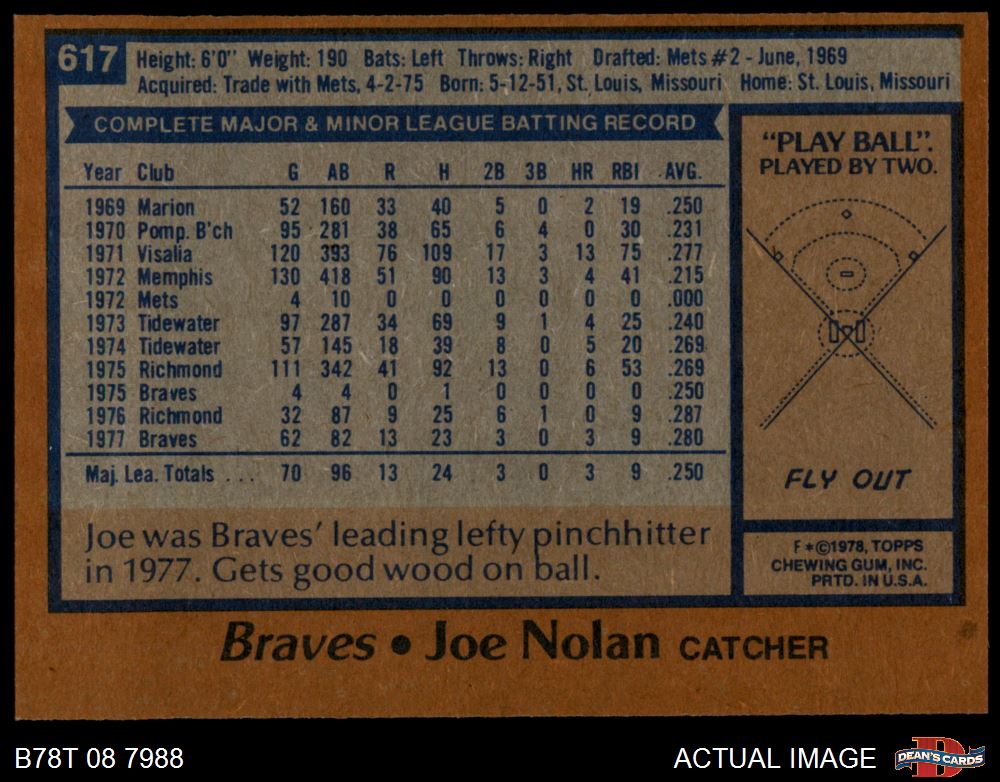 617
Height: 6'0" Weight: 190 Bats: Left Throws: Right Drafted: Mets #2 - June, 1969
Acquired: Trade with Mets, 4-2-75 Born: 5-12-51, St. Louis, Missouri Home: St. Louis, Missouri
COMPLETE MAJOR & MINOR LEAGUE BATTING RECORD
Year Club G AB R H 2B 3B HR RBI AVG.
1969 Marion 52 160 33 40 5 0 2 19 .250
1970 Pomp. B'ch 95 281 38 65 6 4 0 30 .231
1971 Visalia 120 393 76 109 17 3 13 75 .277
1972 Memphis 130 418 51 90 13 3 4 41 .215
1972 Mets 4 10 0 0 0 0 0 0 .000
1973 Tidewater 97 287 34 69 9 1 4 25 .240
1974 Tidewater 57 145 18 39 8 0 5 20 .269
1975 Richmond 111 342 41 92 13 0 6 53 .269
1975 Braves 4 4 0 1 0 0 0 0 .250
1976 Richmond 32 87 9 25 6 1 0 9 .287
1977 Braves 62 82 13 23 3 0 3 9 .280
Maj. Lea. Totals . . . 70 96 13 24 3 0 3 9 .250
Joe was Braves' leading lefty pinchhitter
in 1977. Gets good wood on ball.
"PLAY BALL".
PLAYED BY TWO.
FLY OUT
F*©1978, TOPPS
CHEWING GUM, INC.
PRTD. IN U.S.A.
Braves • Joe Nolan CATCHER
B78T 08 7988
ACTUAL IMAGE
D
DEAN'S CARDS